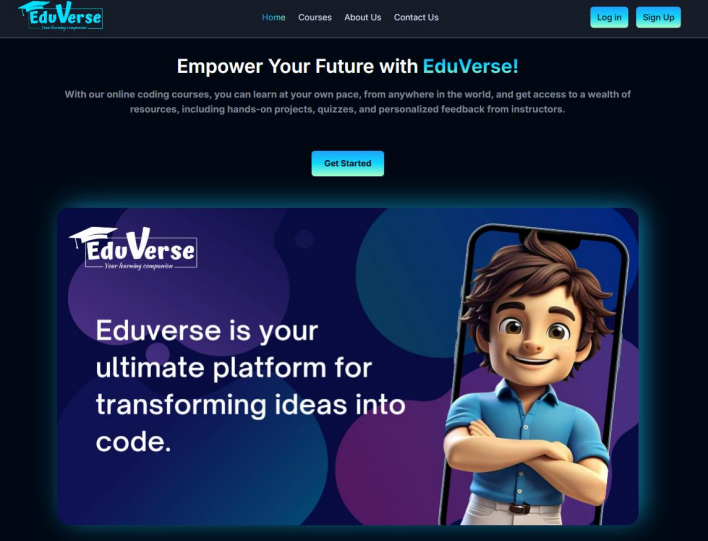 EduVerse
Your learning companion
Home Courses About Us Contact Us
Log in Sign Up
Empower Your Future with EduVerse!
With our online coding courses, you can learn at your own pace, from anywhere in the world, and get access to a wealth of
resources, including hands-on projects, quizzes, and personalized feedback from instructors.
Get Started
EduVerse
Your learning companion
Eduverse is your
ultimate platform for
transforming ideas into
code.